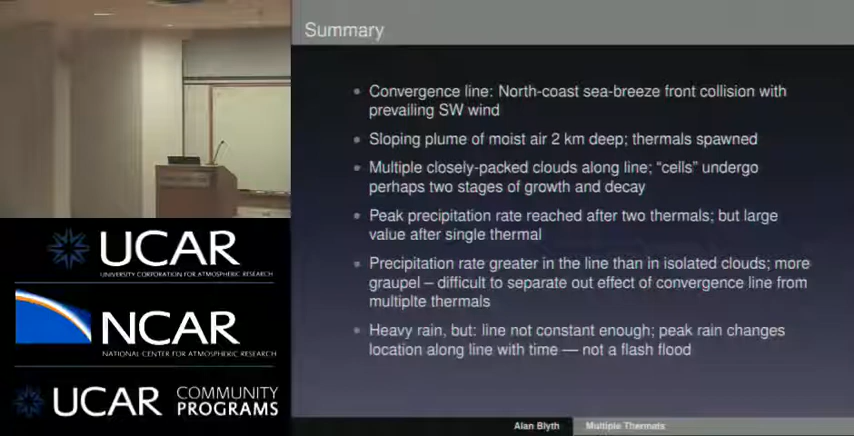 Summary
• Convergence line: North-coast sea-breeze front collision with
prevailing SW wind
• Sloping plume of moist air 2 km deep; thermals spawned
• Multiple closely-packed clouds along line; “cells” undergo
perhaps two stages of growth and decay
• Peak precipitation rate reached after two thermals; but large
value after single thermal
• Precipitation rate greater in the line than in isolated clouds; more
graupel – difficult to separate out effect of convergence line from
multiplte thermals
• Heavy rain, but: line not constant enough; peak rain changes
location along line with time — not a flash flood
Alan Blyth
Multiple Thermals
UCAR
UNIVERSITY CORPORATION FOR ATMOSPHERIC RESEARCH
NCAR
NATIONAL CENTER FOR ATMOSPHERIC RESEARCH
UCAR
COMMUNITY
PROGRAMS